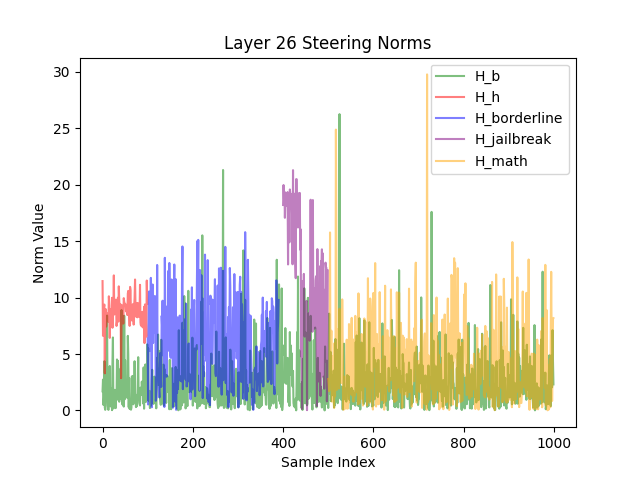 Layer 26 Steering Norms
30
25
20
15
10
5
0
Norm Value
H_b
H_h
H_borderline
H_jailbreak
H_math
0
200
400
600
800
1000
Sample Index